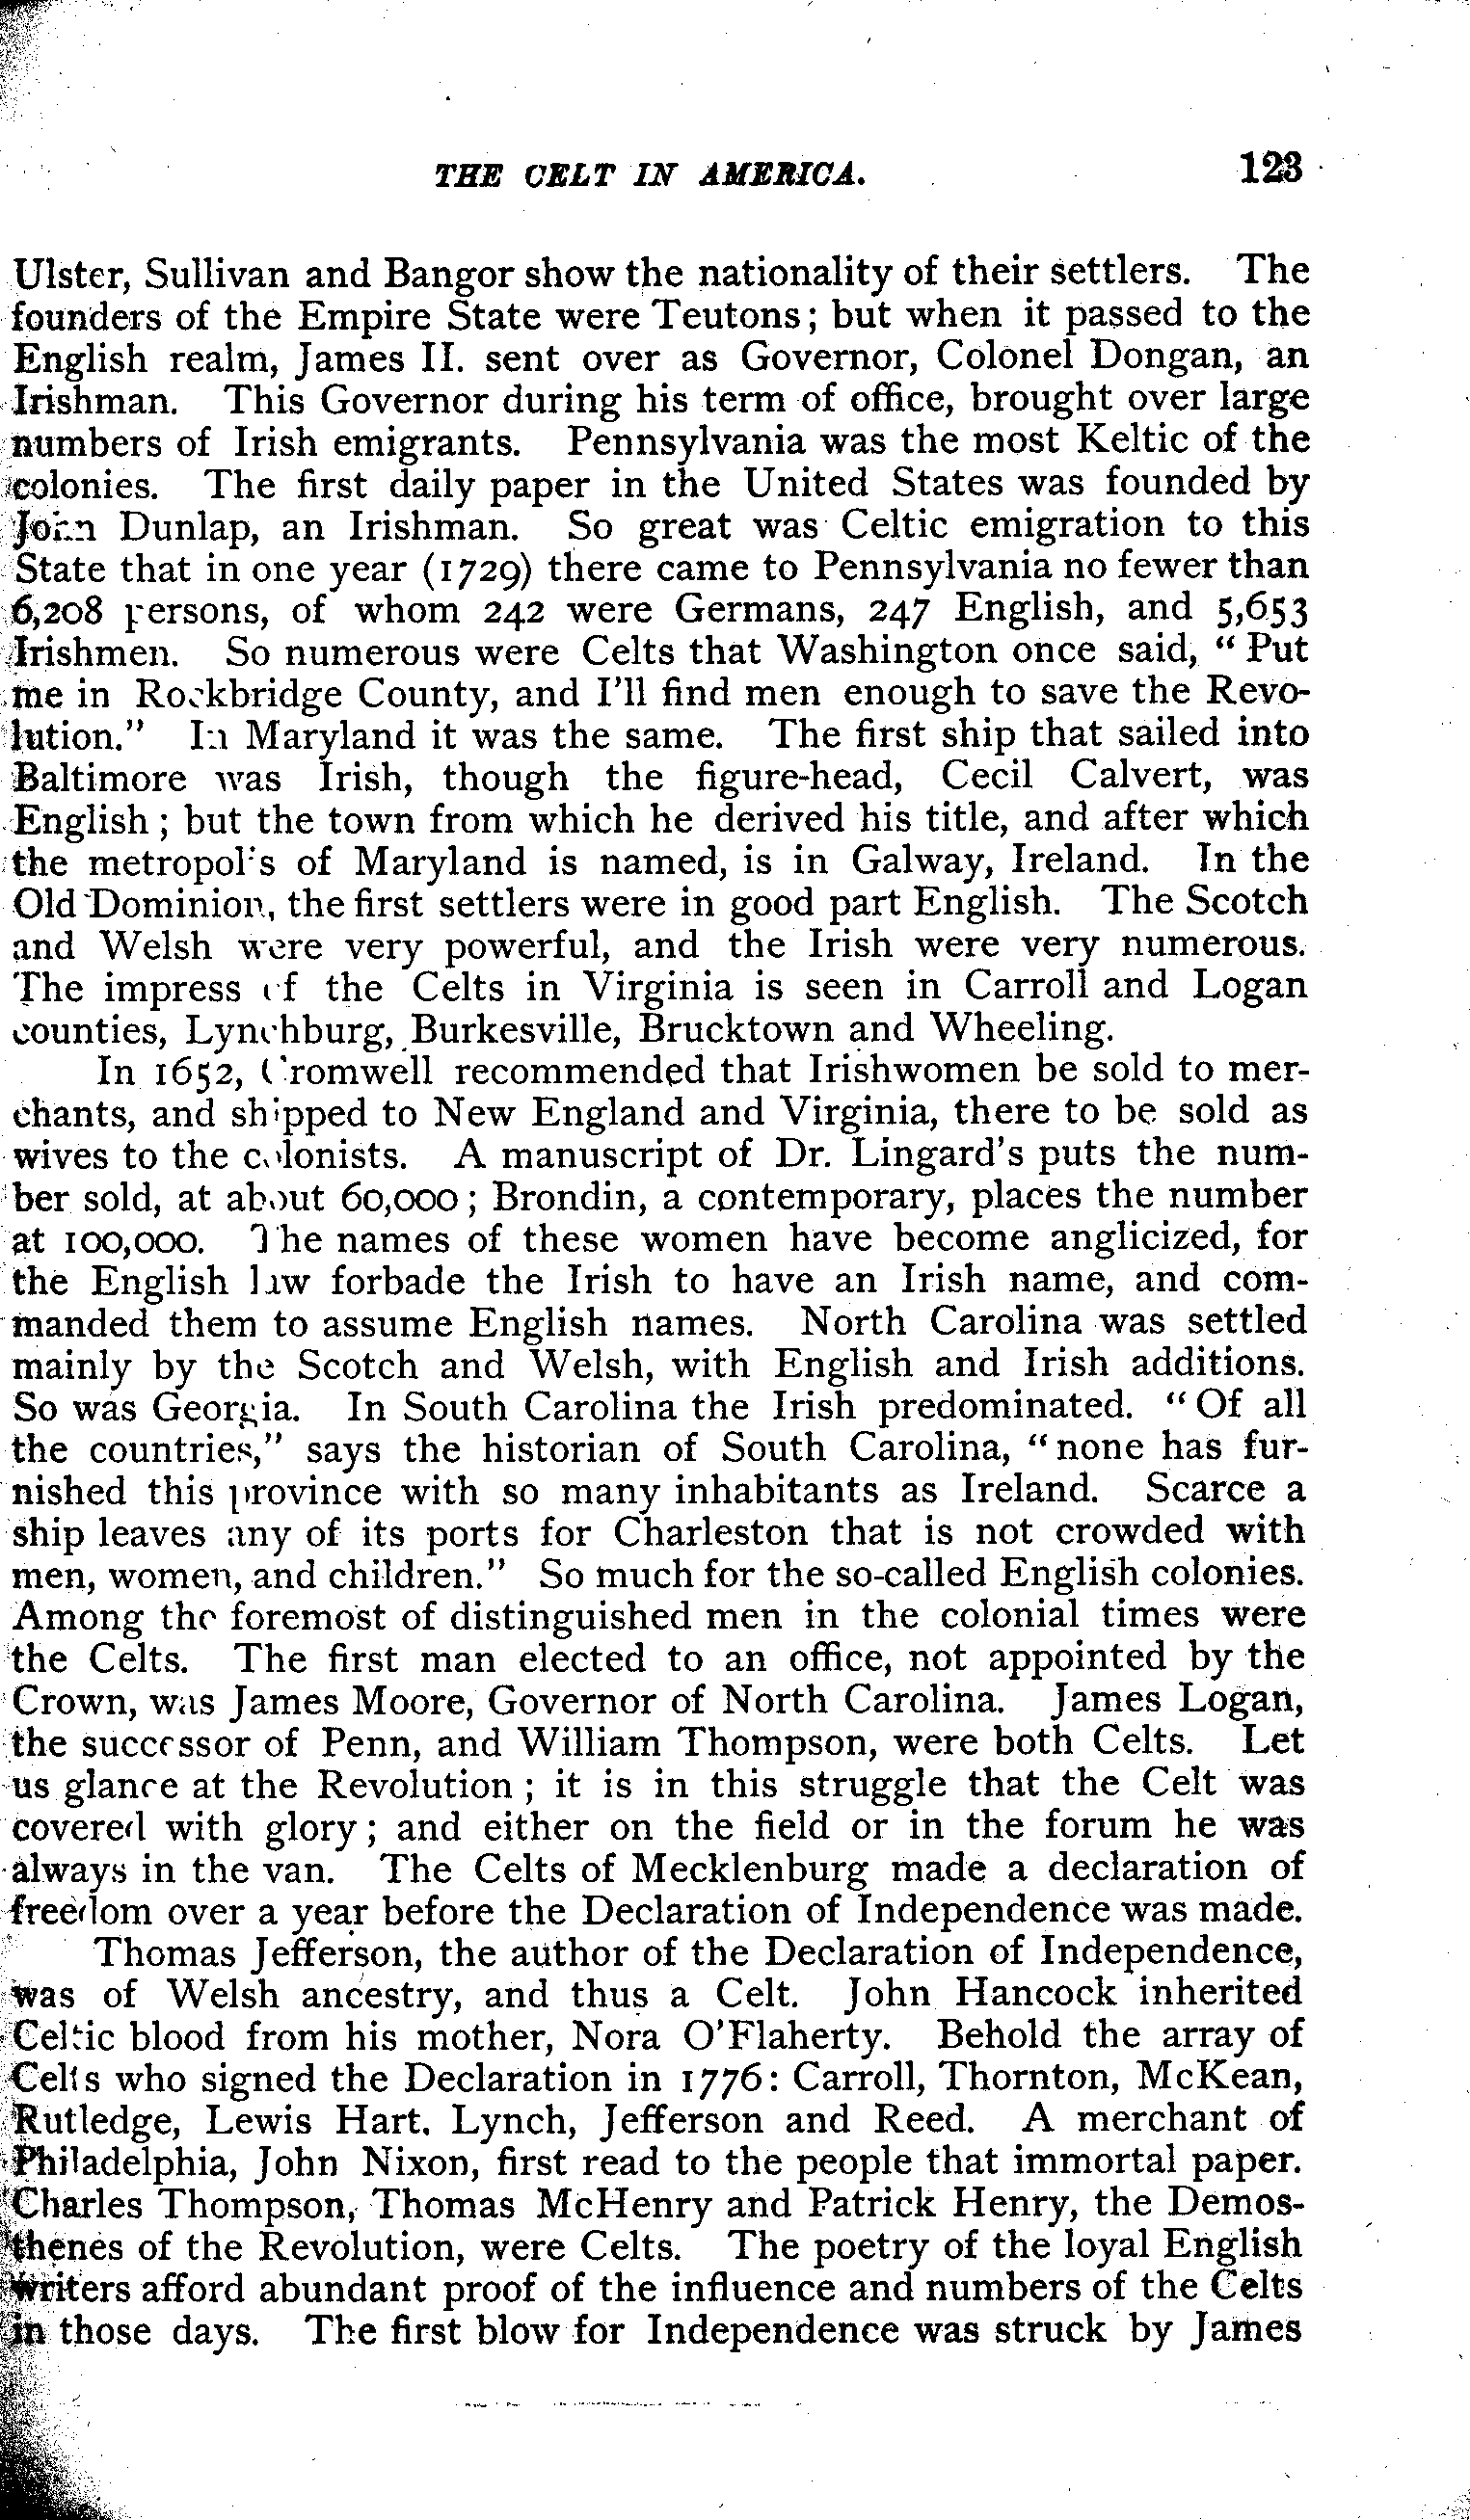 THE CELT IN AMERICA. 123
Ulster, Sullivan and Bangor show the nationality of their settlers. The
founders of the Empire State were Teutons; but when it passed to the
English realm, James II. sent over as Governor, Colonel Dongan, an
Irishman. This Governor during his term of office, brought over large
numbers of Irish emigrants. Pennsylvania was the most Keltic of the
colonies. The first daily paper in the United States was founded by
John Dunlap, an Irishman. So great was Celtic emigration to this
State that in one year (1729) there came to Pennsylvania no fewer than
6,208 persons, of whom 242 were Germans, 247 English, and 5,653
Irishmen. So numerous were Celts that Washington once said, “Put
me in Rockbridge County, and I'll find men enough to save the Revo-
lution.” In Maryland it was the same. The first ship that sailed into
Baltimore was Irish, though the figure-head, Cecil Calvert, was
English; but the town from which he derived his title, and after which
the metropolis of Maryland is named, is in Galway, Ireland. In the
Old Dominion, the first settlers were in good part English. The Scotch
and Welsh were very powerful, and the Irish were very numerous.
The impress of the Celts in Virginia is seen in Carroll and Logan
counties, Lynchburg, Burkesville, Brucktown and Wheeling.
In 1652, Cromwell recommended that Irishwomen be sold to mer-
chants, and shipped to New England and Virginia, there to be sold as
wives to the colonists. A manuscript of Dr. Lingard's puts the num-
ber sold, at about 60,000; Brondin, a contemporary, places the number
at 100,000. The names of these women have become anglicized, for
the English law forbade the Irish to have an Irish name, and com-
manded them to assume English names. North Carolina was settled
mainly by the Scotch and Welsh, with English and Irish additions.
So was Georgia. In South Carolina the Irish predominated. “Of all
the countries,” says the historian of South Carolina, “none has fur-
nished this province with so many inhabitants as Ireland. Scarce a
ship leaves any of its ports for Charleston that is not crowded with
men, women, and children.” So much for the so-called English colonies.
Among the foremost of distinguished men in the colonial times were
the Celts. The first man elected to an office, not appointed by the
Crown, was James Moore, Governor of North Carolina. James Logan,
the successor of Penn, and William Thompson, were both Celts. Let
us glance at the Revolution; it is in this struggle that the Celt was
covered with glory; and either on the field or in the forum he was
always in the van. The Celts of Mecklenburg made a declaration of
freedom over a year before the Declaration of Independence was made.
Thomas Jefferson, the author of the Declaration of Independence,
was of Welsh ancestry, and thus a Celt. John Hancock inherited
Celtic blood from his mother, Nora O'Flaherty. Behold the array of
Celts who signed the Declaration in 1776: Carroll, Thornton, McKean,
Rutledge, Lewis Hart. Lynch, Jefferson and Reed. A merchant of
Philadelphia, John Nixon, first read to the people that immortal paper.
Charles Thompson, Thomas McHenry and Patrick Henry, the Demos-
thenes of the Revolution, were Celts. The poetry of the loyal English
writers afford abundant proof of the influence and numbers of the Celts
in those days. The first blow for Independence was struck by James